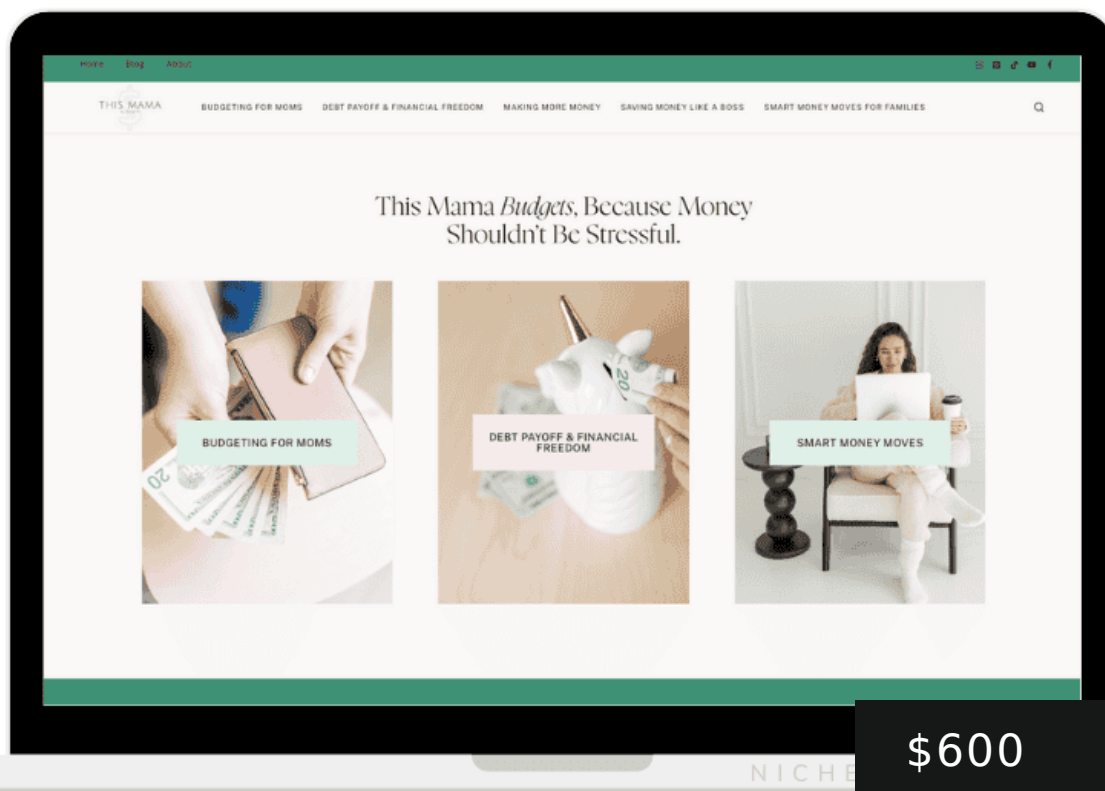 Home Blog About
THIS MAMA
BUDGETING FOR MOMS DEBT PAYOFF & FINANCIAL FREEDOM MAKING MORE MONEY SAVING MONEY LIKE A BOSS SMART MONEY MOVES FOR FAMILIES
This Mama Budgets, Because Money
Shouldn't Be Stressful.
20
20
BUDGETING FOR MOMS
DEBT PAYOFF & FINANCIAL
FREEDOM
SMART MONEY MOVES
$600
NICHE